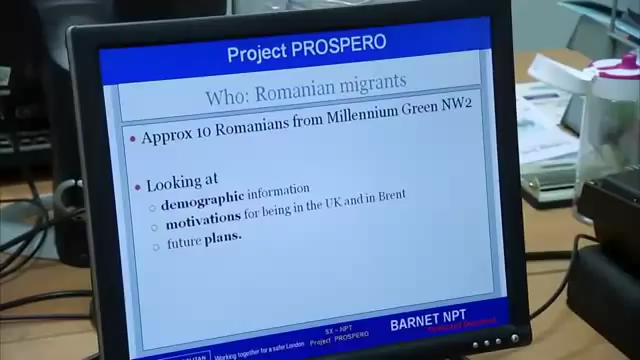 Project PROSPERO
Who: Romanian migrants
• Approx 10 Romanians from Millennium Green NW2
• Looking at
○ demographic information
○ motivations for being in the UK and in Brent
○ future plans.
Working together for a safer London
SX - NPT
Project PROSPERO
BARNET NPT